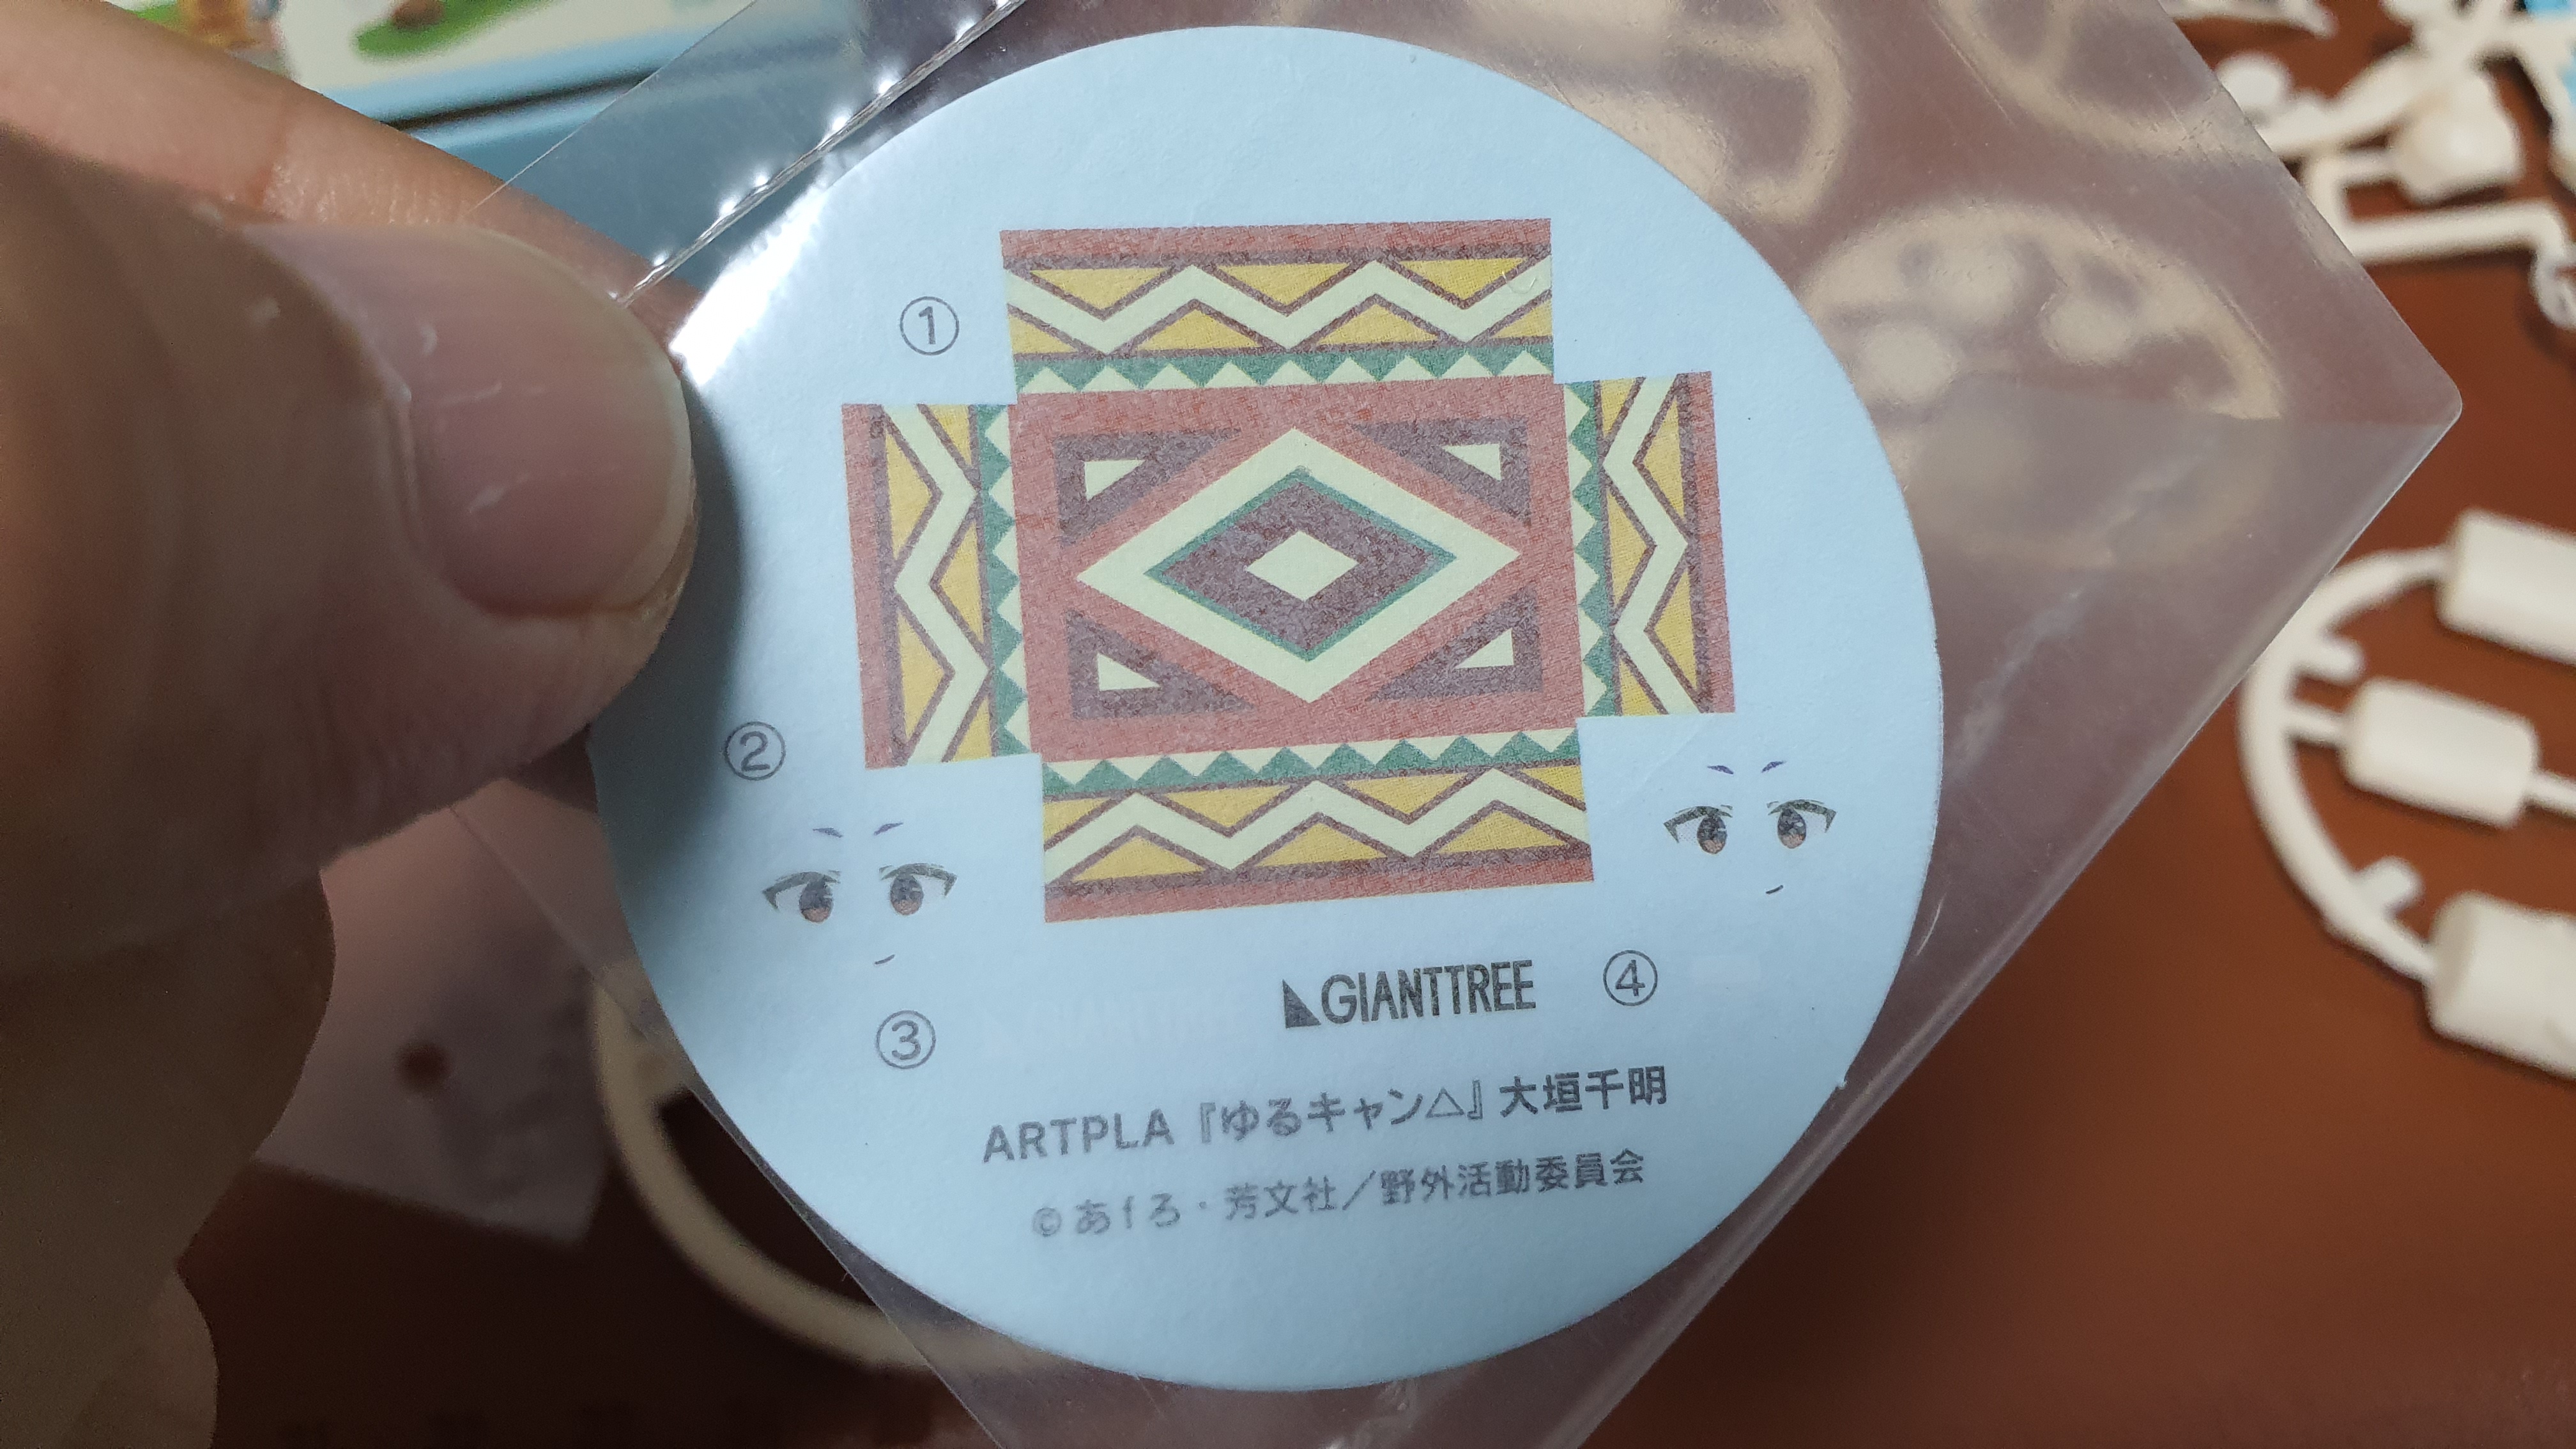 ①
②
③
GIANTTREE ④
ARTPLA『ゆるキャン△』大垣千明
©あfろ・芳文社／野外活動委員会